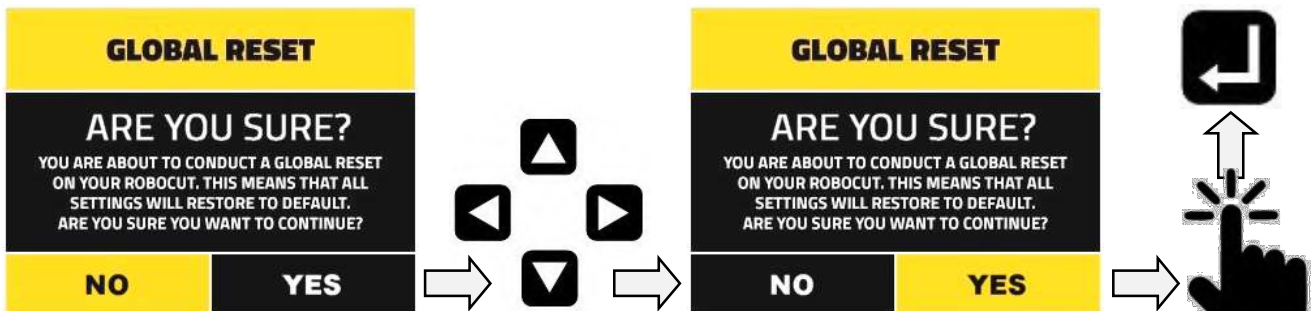 GLOBAL RESET
ARE YOU SURE?
YOU ARE ABOUT TO CONDUCT A GLOBAL RESET
ON YOUR ROBOCUT. THIS MEANS THAT ALL
SETTINGS WILL RESTORE TO DEFAULT.
ARE YOU SURE YOU WANT TO CONTINUE?
NO YES
GLOBAL RESET
ARE YOU SURE?
YOU ARE ABOUT TO CONDUCT A GLOBAL RESET
ON YOUR ROBOCUT. THIS MEANS THAT ALL
SETTINGS WILL RESTORE TO DEFAULT.
ARE YOU SURE YOU WANT TO CONTINUE?
NO YES